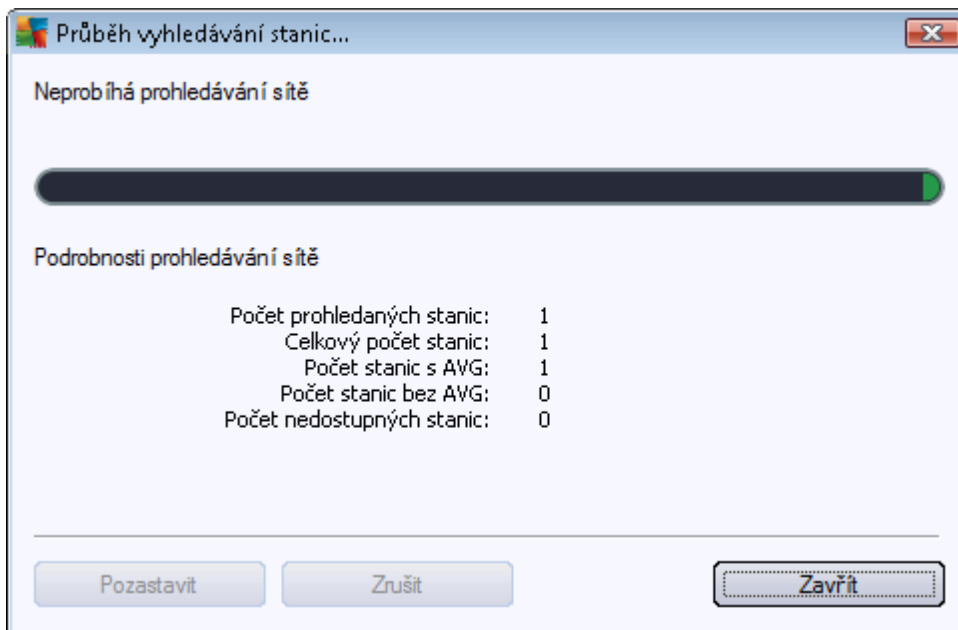 Průběh vyhledávání stanic...
Neprobíhá prohledávání sítě
Podrobnosti prohledávání sítě
Počet prohledaných stanic: 1
Celkový počet stanic: 1
Počet stanic s AVG: 1
Počet stanic bez AVG: 0
Počet nedostupných stanic: 0
Pozastavit Zrušit Zavřít